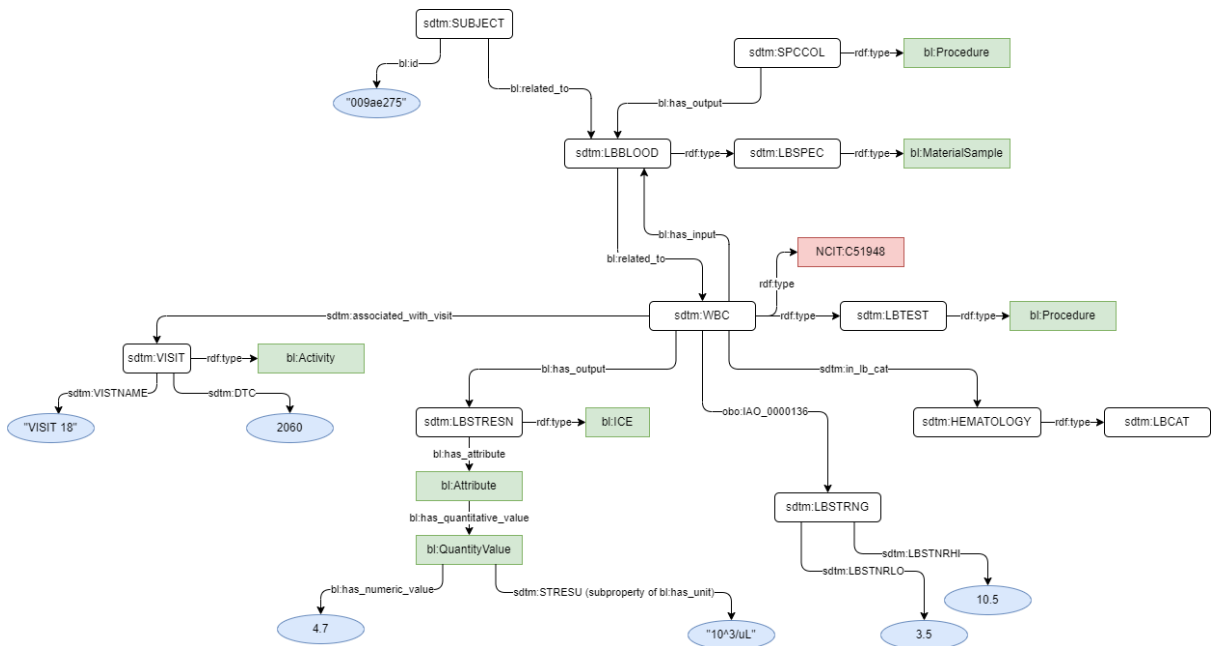 sdtm:SUBJECT
sdtm:SPCCOL
rdf:type
bl:Procedure
bl:id
bl:related_to
"009ae275"
bl:has_output
sdtm:LBBLOOD
rdf:type
sdtm:LBSPEC
rdf:type
bl:MaterialSample
bl:has_input
NCIT:C51948
bl:related_to
rdf:type
sdtm:associated_with_visit
sdtm:WBC
rdf:type
sdtm:LBTEST
rdf:type
bl:Procedure
sdtm:VISIT
rdf:type
bl:Activity
bl:has_output
sdtm:in_lb_cat
sdtm:VISTNAME
sdtm:DTC
obo:IAO_0000136
"VISIT 18"
2060
sdtm:LBSTRESN
rdf:type
bl:ICE
sdtm:HEMATOLOGY
rdf:type
sdtm:LBCAT
bl:has_attribute
bl:Attribute
sdtm:LBSTRNG
bl:has_quantitative_value
bl:QuantityValue
sdtm:LBSTNRHI
sdtm:LBSTNRLO
bl:has_numeric_value
sdtm:STRESU (subproperty of bl:has_unit)
10.5
4.7
"10^3/uL"
3.5